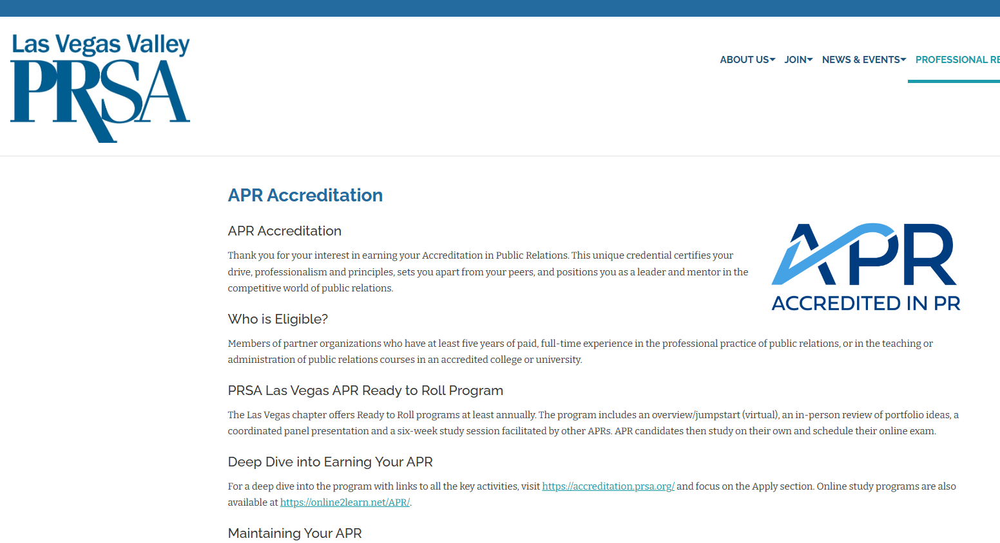 Las Vegas Valley
PRSA
ABOUT US
JOIN
NEWS & EVENTS
PROFESSIONAL RE
APR Accreditation
APR Accreditation
Thank you for your interest in earning your Accreditation in Public Relations. This unique credential certifies your
drive, professionalism and principles, sets you apart from your peers, and positions you as a leader and mentor in the
competitive world of public relations.
APR
ACCREDITED IN PR
Who is Eligible?
Members of partner organizations who have at least five years of paid, full-time experience in the professional practice of public relations, or in the teaching or
administration of public relations courses in an accredited college or university.
PRSA Las Vegas APR Ready to Roll Program
The Las Vegas chapter offers Ready to Roll programs at least annually. The program includes an overview/jumpstart (virtual), an in-person review of portfolio ideas, a
coordinated panel presentation and a six-week study session facilitated by other APRs. APR candidates then study on their own and schedule their online exam.
Deep Dive into Earning Your APR
For a deep dive into the program with links to all the key activities, visit https://accreditation.prsa.org/ and focus on the Apply section. Online study programs are also
available at https://online2learn.net/APR/.
Maintaining Your APR